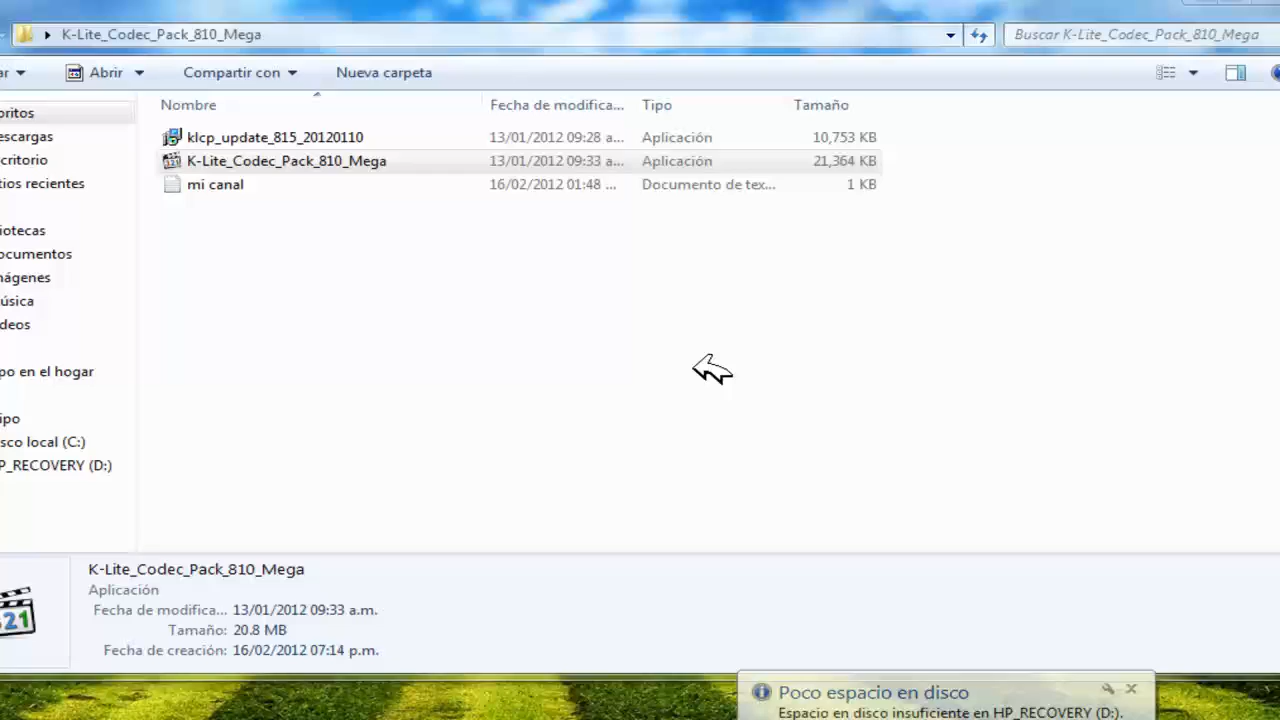 K-Lite_Codec_Pack_810_Mega
Buscar K-Lite_Codec_Pack_810_Mega
ar Abrir Compartir con Nueva carpeta
Nombre Fecha de modifica... Tipo Tamaño
klcp_update_815_20120110 13/01/2012 09:28 a... Aplicación 10,753 KB
K-Lite_Codec_Pack_810_Mega 13/01/2012 09:33 a... Aplicación 21,364 KB
mi canal 16/02/2012 01:48 ... Documento de tex... 1 KB
oritos
escargas
critorio
tios recientes
iotecas
ocumentos
nágenes
úsica
deos
po en el hogar
ipo
sco local (C:)
P_RECOVERY (D:)
K-Lite_Codec_Pack_810_Mega
Aplicación
Fecha de modifica... 13/01/2012 09:33 a.m.
Tamaño: 20.8 MB
Fecha de creación: 16/02/2012 07:14 p.m.
321
Poco espacio en disco
Espacio en disco insuficiente en HP_RECOVERY (D:).